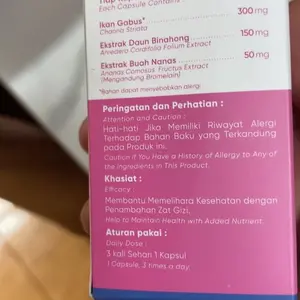 Each Capsule Contains
Ikan Gabus* 300 mg
Channa Striata
Ekstrak Daun Binahong 150 mg
Anredera Cordifolia Folium Extract
Ekstrak Buah Nanas 50 mg
Ananas Comosus Fructus Extract
(Mengandung Bromelain)
*Bahan dapat menyebabkan alergi
Peringatan dan Perhatian :
Attention and Caution :
Hati-hati Jika Memiliki Riwayat Alergi
Terhadap Bahan Baku yang Terkandung
pada Produk ini.
Caution if You Have a History of Allergy to Any of
the Ingredients in This Product.
Khasiat :
Efficacy :
Membantu Memelihara Kesehatan dengan
Penambahan Zat Gizi.
Help to Maintain Health with Added Nutrient.
Aturan pakai :
Daily Dose :
3 kali Sehari 1 Kapsul
1 Capsule, 3 times a day.